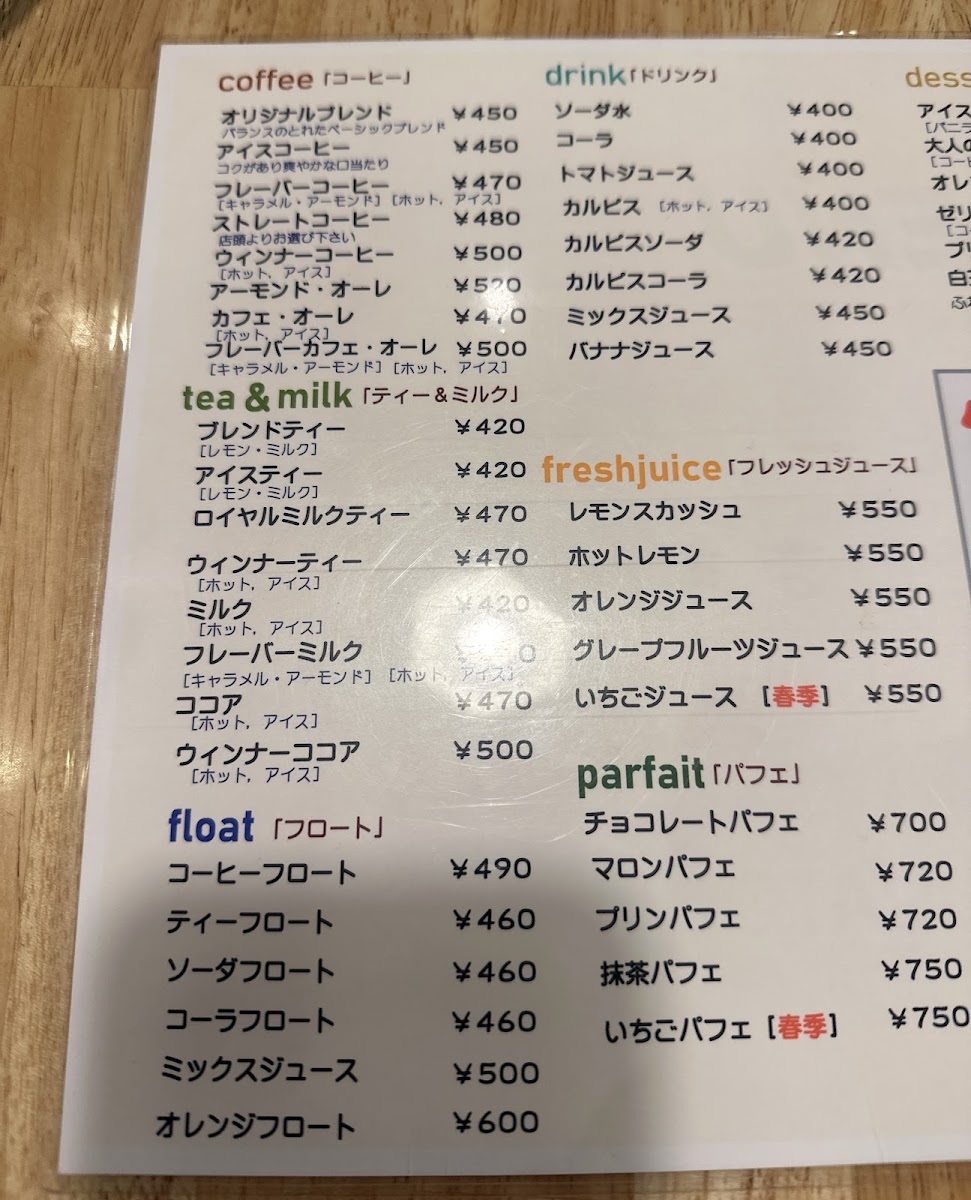 coffee「コーヒー」
オリジナルブレンド ¥450
バランスのとれたベーシックブレンド
アイスコーヒー ¥450
コクがあり爽やかな口当たり
フレーバーコーヒー ¥470
[キャラメル・アーモンド] [ホット, アイス]
ストレートコーヒー ¥480
店頭よりお選び下さい
ウィンナーコーヒー ¥500
[ホット, アイス]
アーモンド・オーレ ¥520
カフェ・オーレ ¥470
[ホット, アイス]
フレーバーカフェ・オーレ ¥500
[キャラメル・アーモンド] [ホット, アイス]
tea & milk「ティー＆ミルク」
ブレンドティー ¥420
[レモン・ミルク]
アイスティー ¥420
[レモン・ミルク]
ロイヤルミルクティー ¥470
ウィンナーティー ¥470
[ホット, アイス]
ミルク ¥420
[ホット, アイス]
フレーバーミルク
[キャラメル・アーモンド] [ホット, アイス]
ココア ¥470
[ホット, アイス]
ウィンナーココア ¥500
[ホット, アイス]
float「フロート」
コーヒーフロート ¥490
ティーフロート ¥460
ソーダフロート ¥460
コーラフロート ¥460
ミックスジュース ¥500
オレンジフロート ¥600
drink「ドリンク」
ソーダ水 ¥400
コーラ ¥400
トマトジュース ¥400
カルピス [ホット, アイス] ¥400
カルピスソーダ ¥420
カルピスコーラ ¥420
ミックスジュース ¥450
バナナジュース ¥450
freshjuice「フレッシュジュース」
レモンスカッシュ ¥550
ホットレモン ¥550
オレンジジュース ¥550
グレープフルーツジュース ¥550
いちごジュース [春季] ¥550
parfait「パフェ」
チョコレートパフェ ¥700
マロンパフェ ¥720
プリンパフェ ¥720
抹茶パフェ ¥750
いちごパフェ [春季] ¥750
dess
アイス
[バニラ
大人の
[コーヒ
オレン
ゼリ
[コー
プリ